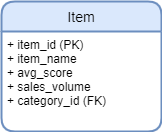 Item
+ item_id (PK)
+ item_name
+ avg_score
+ sales_volume
+ category_id (FK)